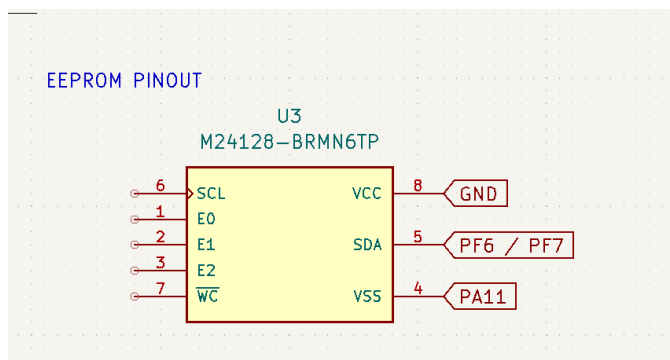 EEPROM PINOUT
U3
M24128-BRMN6TP
6 SCL VCC 8 GND
1 E0
2 E1 SDA 5 PF6 / PF7
3 E2
7 WC VSS 4 PA11